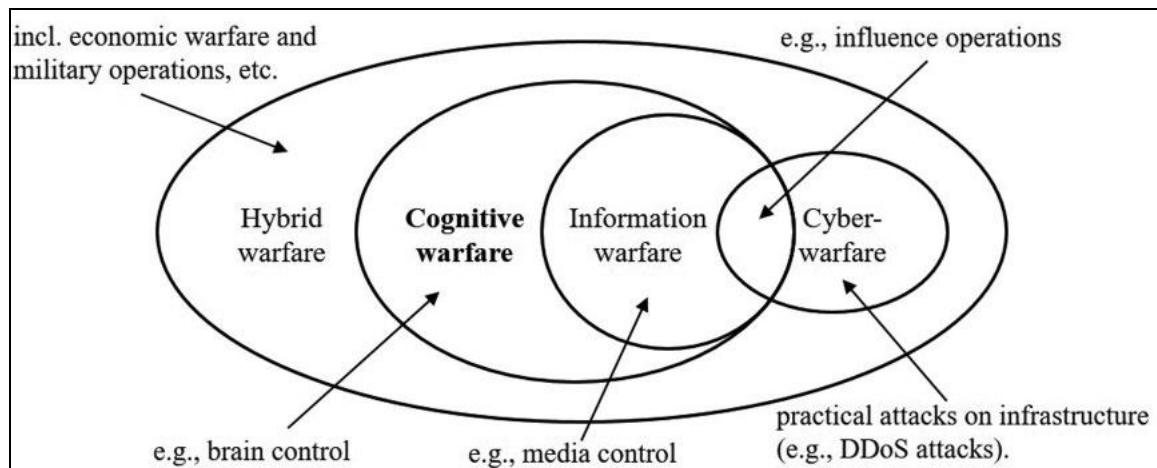 incl. economic warfare and
military operations, etc.
e.g., influence operations
Hybrid
warfare
Cognitive
warfare
Information
warfare
Cyber-
warfare
e.g., brain control
e.g., media control
practical attacks on infrastructure
(e.g., DDoS attacks).